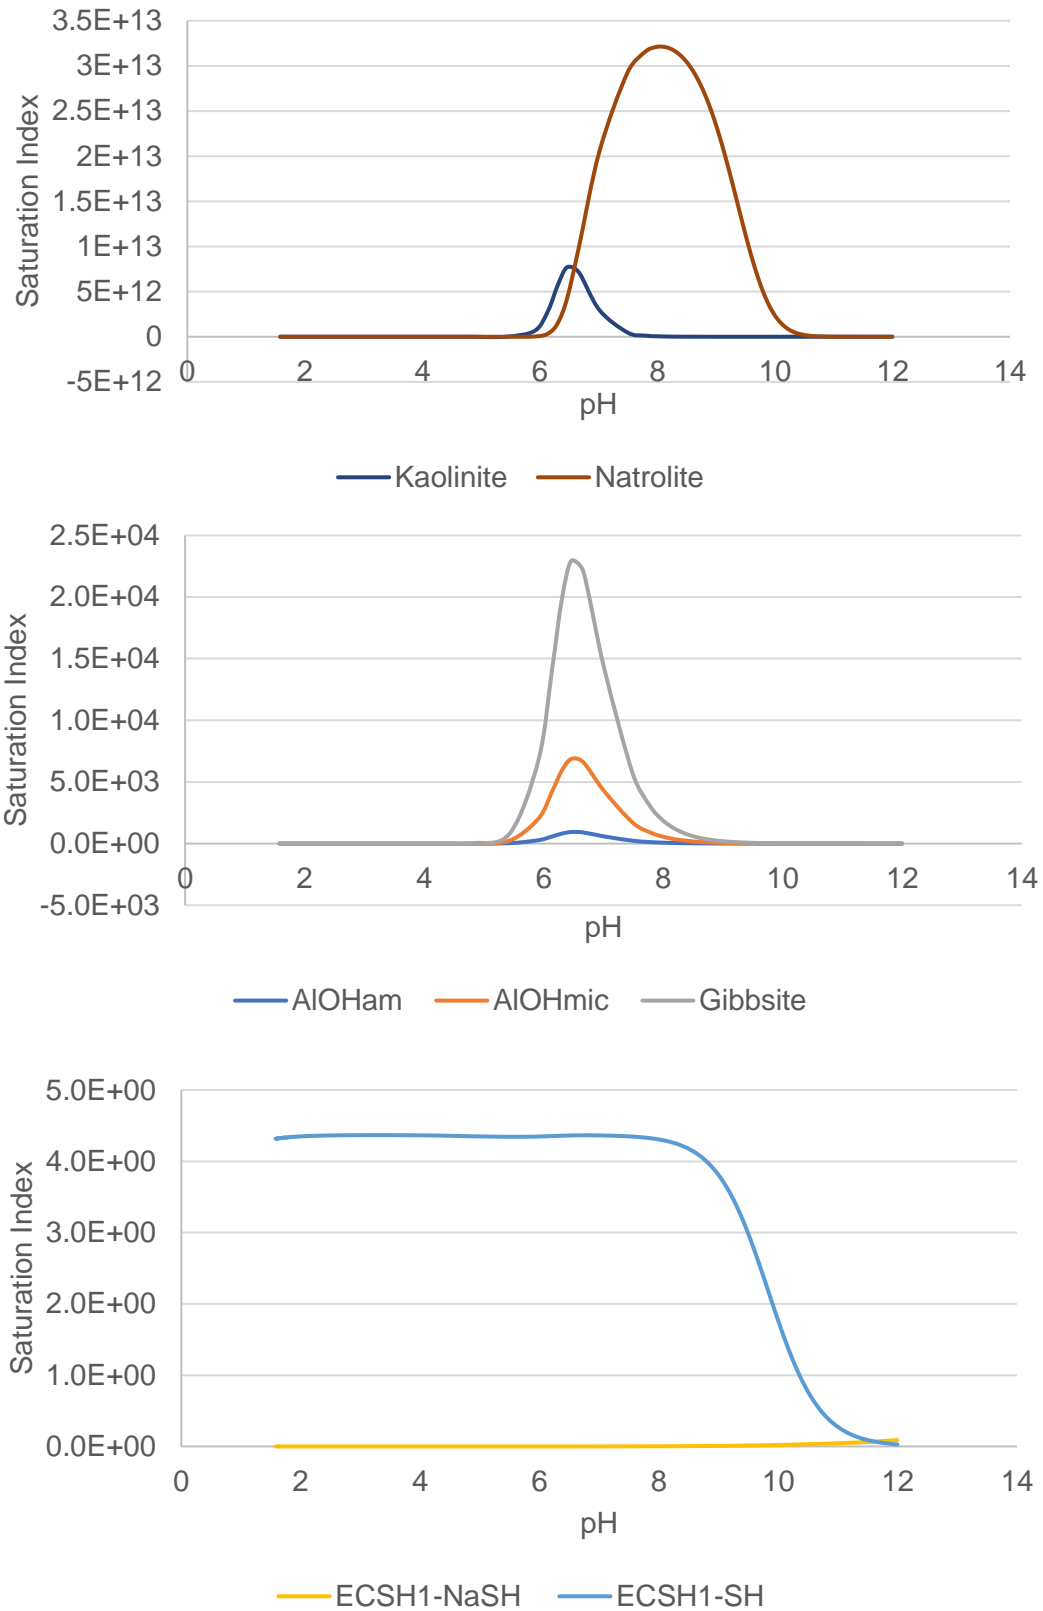 3.5E+13
3E+13
2.5E+13
2E+13
1.5E+13
1E+13
5E+12
0
-5E+12
Saturation Index
0 2 4 6 8 10 12 14
pH
Kaolinite Natrolite
2.5E+04
2.0E+04
1.5E+04
1.0E+04
5.0E+03
0.0E+00
-5.0E+03
Saturation Index
0 2 4 6 8 10 12 14
pH
AlOHam AlOHmic Gibbsite
5.0E+00
4.0E+00
3.0E+00
2.0E+00
1.0E+00
0.0E+00
Saturation Index
0 2 4 6 8 10 12 14
pH
ECSH1-NaSH ECSH1-SH